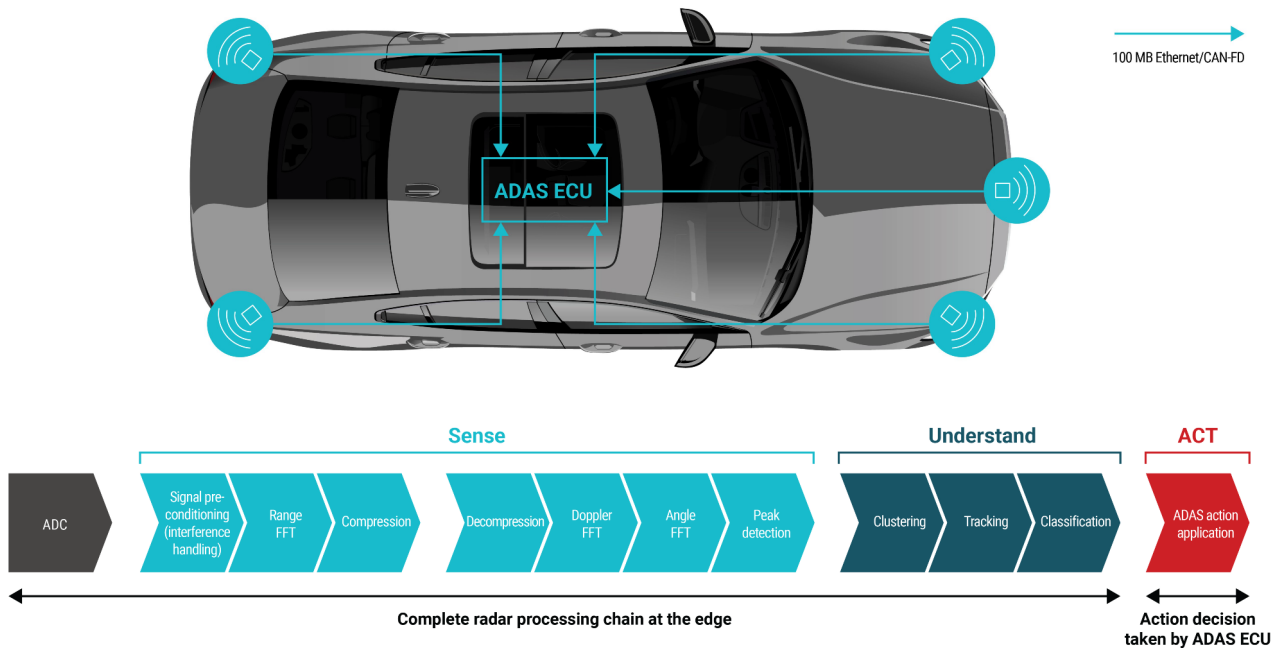 100 MB Ethernet/CAN-FD
ADAS ECU
Sense
Understand
ACT
ADC
Signal pre-
conditioning
(interference
handling)
Range
FFT
Compression
Decompression
Doppler
FFT
Angle
FFT
Peak
detection
Clustering
Tracking
Classification
ADAS action
application
Complete radar processing chain at the edge
Action decision
taken by ADAS ECU